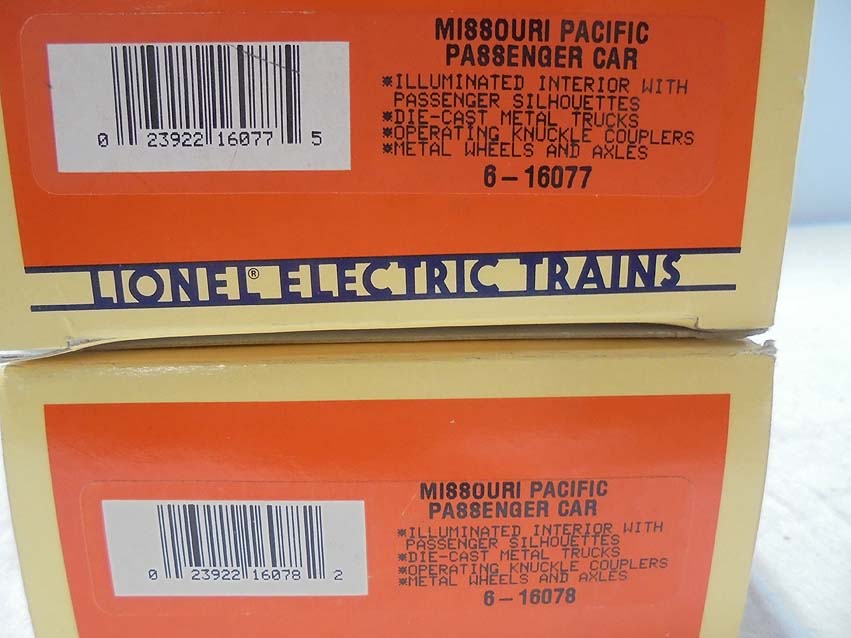 MISSOURI PACIFIC
PASSENGER CAR
*ILLUMINATED INTERIOR WITH
PASSENGER SILHOUETTES
*DIE-CAST METAL TRUCKS
*OPERATING KNUCKLE COUPLERS
*METAL WHEELS AND AXLES
6-16077
0 23922 16077 5
LIONEL® ELECTRIC TRAINS
MISSOURI PACIFIC
PASSENGER CAR
*ILLUMINATED INTERIOR WITH
PASSENGER SILHOUETTES
*DIE-CAST METAL TRUCKS
*OPERATING KNUCKLE COUPLERS
*METAL WHEELS AND AXLES
6-16078
0 23922 16078 2